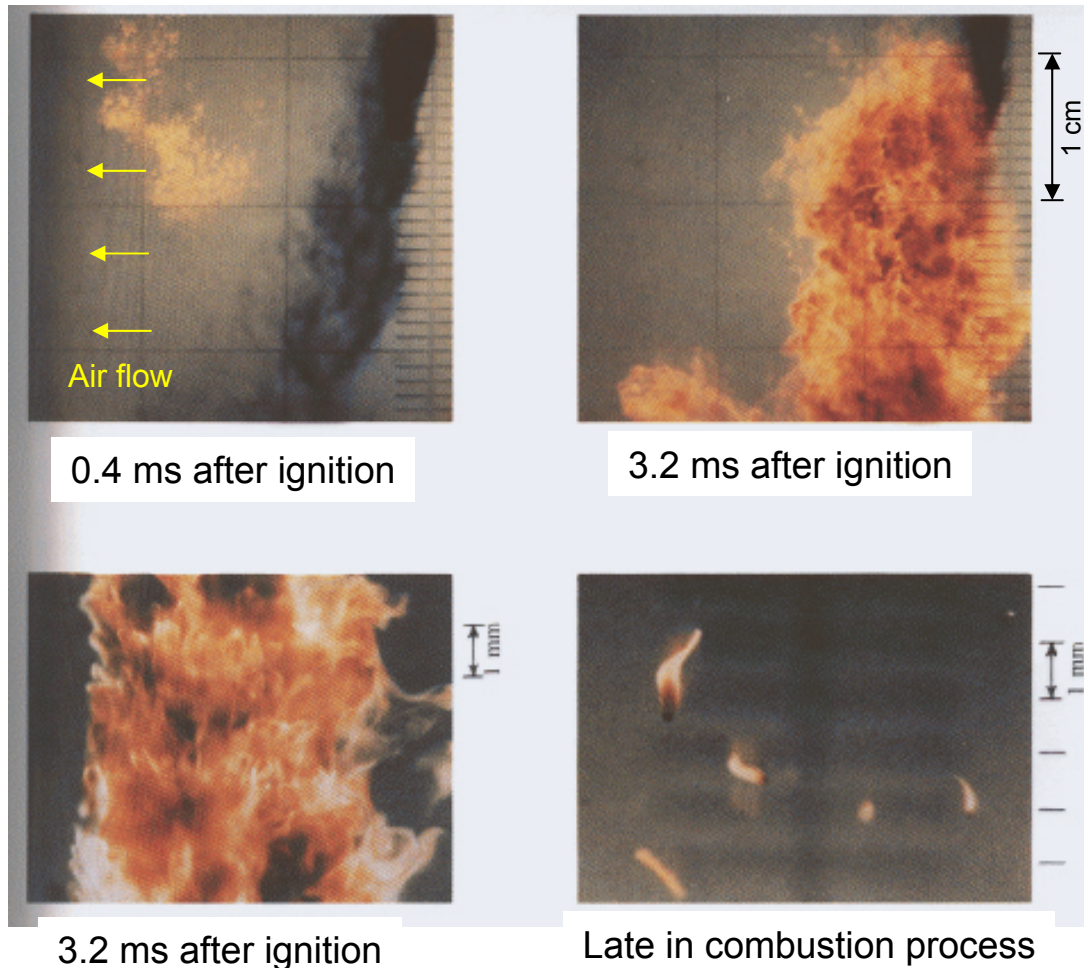 Air flow
0.4 ms after ignition
1 cm
3.2 ms after ignition
1 mm
3.2 ms after ignition
1 mm
Late in combustion process